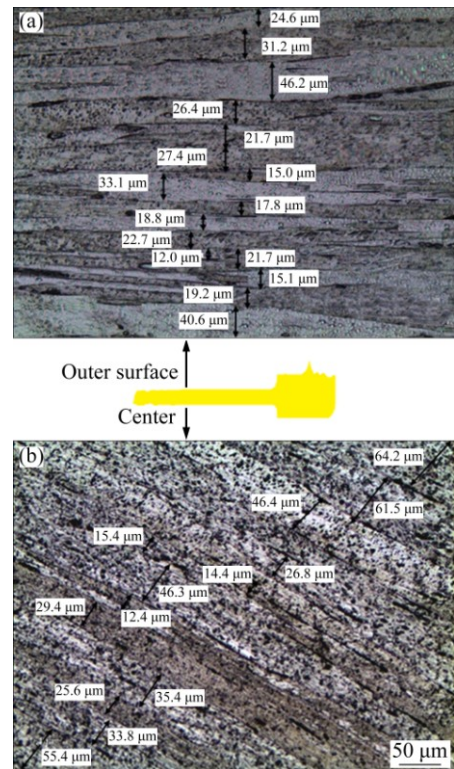 (a)
24.6 μm
31.2 μm
46.2 μm
26.4 μm
21.7 μm
27.4 μm
15.0 μm
33.1 μm
17.8 μm
18.8 μm
22.7 μm
12.0 μm
21.7 μm
15.1 μm
19.2 μm
40.6 μm
Outer surface
Center
(b)
64.2 μm
46.4 μm
61.5 μm
15.4 μm
14.4 μm
26.8 μm
46.3 μm
29.4 μm
12.4 μm
25.6 μm
35.4 μm
33.8 μm
55.4 μm
50 μm